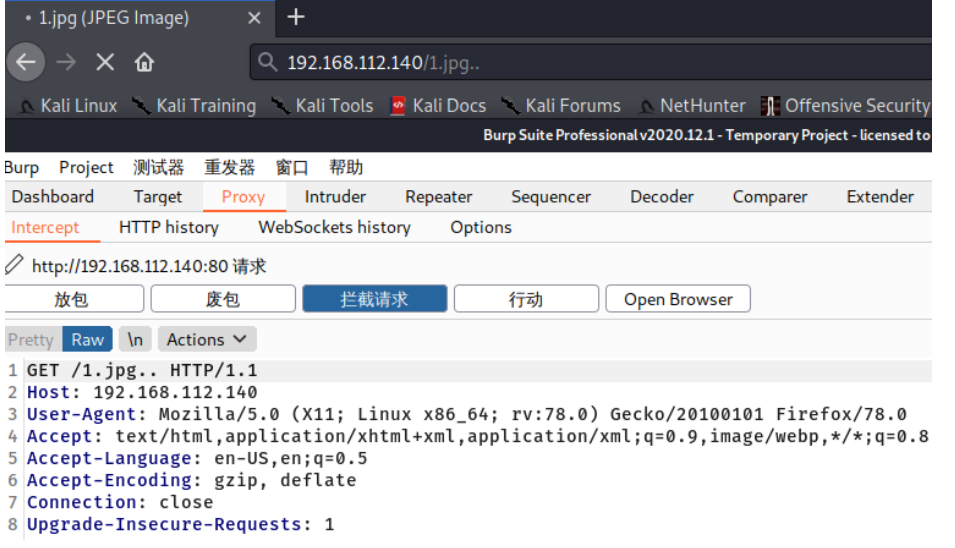 1.jpg (JPEG Image)
192.168.112.140/1.jpg..
Kali Linux Kali Training Kali Tools Kali Docs Kali Forums NetHunter Offensive Security
Burp Suite Professional v2020.12.1 - Temporary Project - licensed to
Burp Project 测试器 重发器 窗口 帮助
Dashboard Target Proxy Intruder Repeater Sequencer Decoder Comparer Extender
Intercept HTTP history WebSockets history Options
http://192.168.112.140:80 请求
放包 废包 拦截请求 行动 Open Browser
Pretty Raw \n Actions
1 GET /1.jpg.. HTTP/1.1
2 Host: 192.168.112.140
3 User-Agent: Mozilla/5.0 (X11; Linux x86_64; rv:78.0) Gecko/20100101 Firefox/78.0
4 Accept: text/html,application/xhtml+xml,application/xml;q=0.9,image/webp,*/*;q=0.8
5 Accept-Language: en-US,en;q=0.5
6 Accept-Encoding: gzip, deflate
7 Connection: close
8 Upgrade-Insecure-Requests: 1